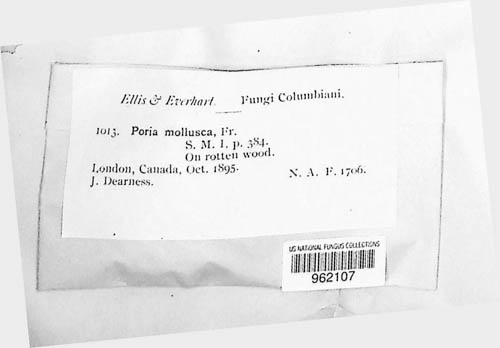 Ellis & Everhart. Fungi Columbiani.
1013. Poria mollusca, Fr.
S. M. I, p. 384.
On rotten wood.
London, Canada, Oct. 1895. N. A. F. 1706.
J. Dearness.
US NATIONAL FUNGUS COLLECTIONS
962107